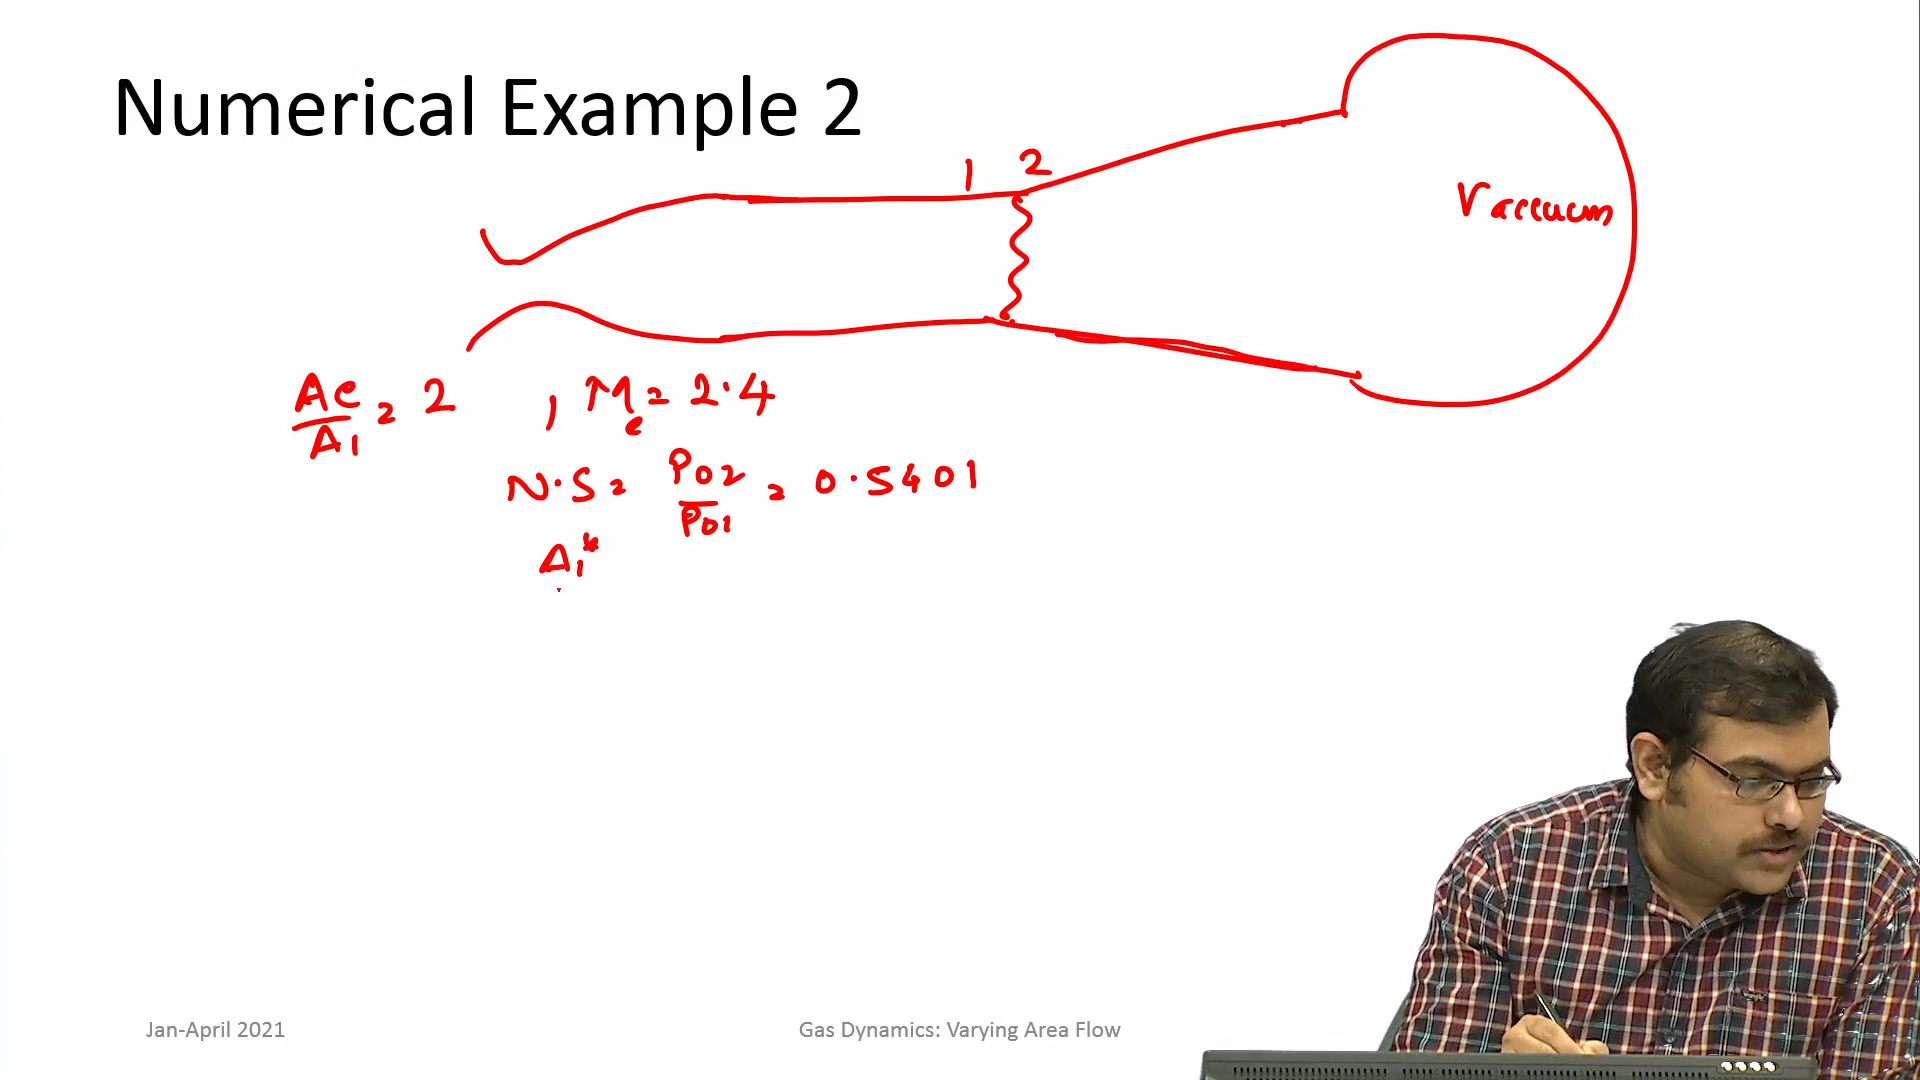 Numerical Example 2
1 2
Vaccuum
Ae/A1 = 2 , Me = 2.4
N.S = P02/P01 = 0.5401
A1*
Jan-April 2021
Gas Dynamics: Varying Area Flow